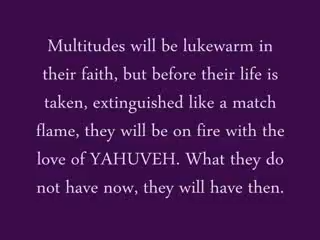 Multitudes will be lukewarm in
their faith, but before their life is
taken, extinguished like a match
flame, they will be on fire with the
love of YAHUVEH. What they do
not have now, they will have then.